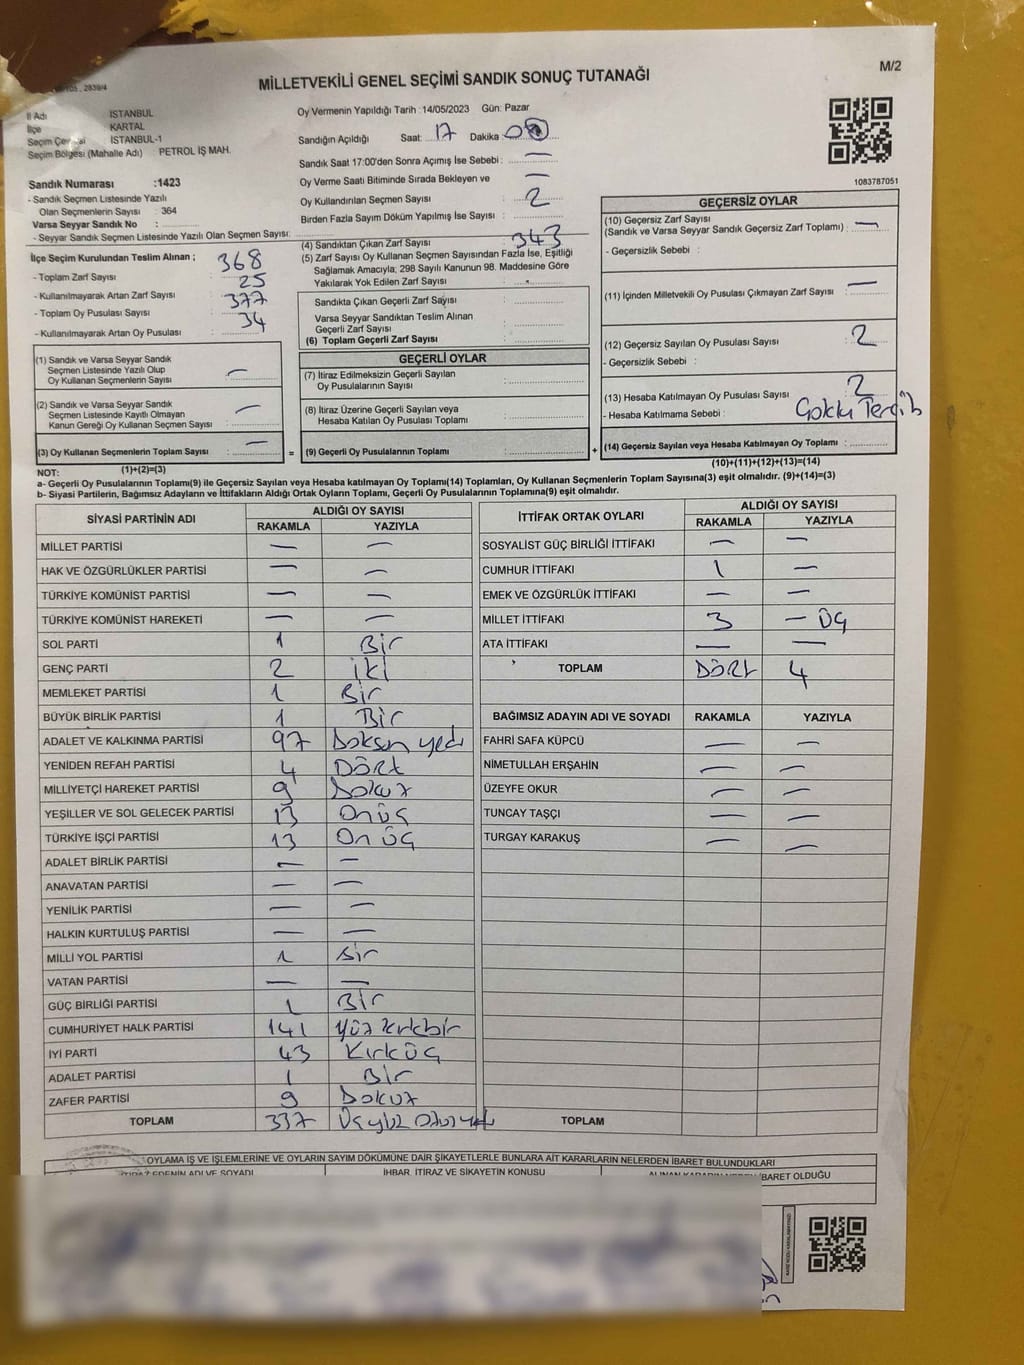 2839/4
M/2
MİLLETVEKİLİ GENEL SEÇİMİ SANDIK SONUÇ TUTANAĞI
İl Adı İSTANBUL
İlçe KARTAL
Seçim İSTANBUL-1
Seçim Bölgesi (Mahalle Adı) PETROL İŞ MAH.
Sandık Numarası :1423
- Sandık Seçmen Listesinde Yazılı
Olan Seçmenlerin Sayısı : 364
Varsa Seyyar Sandık No :
- Seyyar Sandık Seçmen Listesinde Yazılı Olan Seçmen Sayısı:
Oy Vermenin Yapıldığı Tarih :14/05/2023 Gün: Pazar
Sandığın Açıldığı Saat: 17 Dakika:
Sandık Saat 17:00'den Sonra Açımış İse Sebebi : —
Oy Verme Saati Bitiminde Sırada Bekleyen ve —
Oy Kullandırılan Seçmen Sayısı 2
Birden Fazla Sayım Döküm Yapılmış İse Sayısı :
1083787051
İlçe Seçim Kurulundan Teslim Alınan ;
- Toplam Zarf Sayısı : 368
- Kullanılmayarak Artan Zarf Sayısı : 25
- Toplam Oy Pusulası Sayısı : 377
- Kullanılmayarak Artan Oy Pusulası : 34
(1) Sandık ve Varsa Seyyar Sandık
Seçmen Listesinde Yazılı Olup
Oy Kullanan Seçmenlerin Sayısı : —
(2) Sandık ve Varsa Seyyar Sandık
Seçmen Listesinde Kayıtlı Olmayan
Kanun Gereği Oy Kullanan Seçmen Sayısı : —
(3) Oy Kullanan Seçmenlerin Toplam Sayısı : —
(4) Sandıktan Çıkan Zarf Sayısı : 343
(5) Zarf Sayısı Oy Kullanan Seçmen Sayısından Fazla İse, Eşitliği
Sağlamak Amacıyla; 298 Sayılı Kanunun 98. Maddesine Göre
Yakılarak Yok Edilen Zarf Sayısı :
Sandıkta Çıkan Geçerli Zarf Sayısı :
Varsa Seyyar Sandıktan Teslim Alınan
Geçerli Zarf Sayısı :
(6) Toplam Geçerli Zarf Sayısı :
GEÇERLİ OYLAR
(7) İtiraz Edilmeksizin Geçerli Sayılan
Oy Pusulalarının Sayısı :
(8) İtiraz Üzerine Geçerli Sayılan veya
Hesaba Katılan Oy Pusulası Toplamı :
= (9) Geçerli Oy Pusulalarının Toplamı :
GEÇERSİZ OYLAR
(10) Geçersiz Zarf Sayısı
(Sandık ve Varsa Seyyar Sandık Geçersiz Zarf Toplamı) : —
- Geçersizlik Sebebi :
(11) İçinden Milletvekili Oy Pusulası Çıkmayan Zarf Sayısı : —
(12) Geçersiz Sayılan Oy Pusulası Sayısı : 2
- Geçersizlik Sebebi :
(13) Hesaba Katılmayan Oy Pusulası Sayısı : 2
- Hesaba Katılmama Sebebi :
+ (14) Geçersiz Sayılan veya Hesaba Katılmayan Oy Toplamı :
NOT: (1)+(2)=(3)
(10)+(11)+(12)+(13)=(14)
a- Geçerli Oy Pusulalarının Toplamı(9) ile Geçersiz Sayılan veya Hesaba katılmayan Oy Toplamı(14) Toplamları, Oy Kullanan Seçmenlerin Toplam Sayısına(3) eşit olmalıdır. (9)+(14)=(3)
b- Siyasi Partilerin, Bağımsız Adayların ve İttifakların Aldığı Ortak Oyların Toplamı, Geçerli Oy Pusulalarının Toplamına(9) eşit olmalıdır.
SİYASİ PARTİNİN ADI ALDIĞI OY SAYISI
RAKAMLA YAZIYLA
MİLLET PARTİSİ — —
HAK VE ÖZGÜRLÜKLER PARTİSİ — —
TÜRKİYE KOMÜNİST PARTİSİ — —
TÜRKİYE KOMÜNİST HAREKETİ — —
SOL PARTİ 1 Bir
GENÇ PARTİ 2 iki
MEMLEKET PARTİSİ 1 Bir
BÜYÜK BİRLİK PARTİSİ 1 Bir
ADALET VE KALKINMA PARTİSİ 97 Doksan yedi
YENİDEN REFAH PARTİSİ 4 DÖRt
MİLLİYETÇİ HAREKET PARTİSİ 9 Dokuz
YEŞİLLER VE SOL GELECEK PARTİSİ 13 On üç
TÜRKİYE İŞÇİ PARTİSİ 13 On üç
ADALET BİRLİK PARTİSİ — —
ANAVATAN PARTİSİ — —
YENİLİK PARTİSİ — —
HALKIN KURTULUŞ PARTİSİ — —
MİLLİ YOL PARTİSİ 1 Bir
VATAN PARTİSİ — —
GÜÇ BİRLİĞİ PARTİSİ 1 Bir
CUMHURİYET HALK PARTİSİ 141 Yüz kırkbir
İYİ PARTİ 43 Kırküç
ADALET PARTİSİ 1 Bir
ZAFER PARTİSİ 9 Dokuz
TOPLAM 337
İTTİFAK ORTAK OYLARI ALDIĞI OY SAYISI
RAKAMLA YAZIYLA
SOSYALİST GÜÇ BİRLİĞİ İTTİFAKI — —
CUMHUR İTTİFAKI 1 —
EMEK VE ÖZGÜRLÜK İTTİFAKI — —
MİLLET İTTİFAKI 3 — ÜÇ
ATA İTTİFAKI — —
TOPLAM DÖRt 4
BAĞIMSIZ ADAYIN ADI VE SOYADI RAKAMLA YAZIYLA
FAHRİ SAFA KÜPCÜ — —
NİMETULLAH ERŞAHİN — —
ÜZEYFE OKUR — —
TUNCAY TAŞÇI — —
TURGAY KARAKUŞ — —
TOPLAM
OYLAMA İŞ VE İŞLEMLERİNE VE OYLARIN SAYIM DÖKÜMÜNE DAİR ŞİKAYETLERLE BUNLARA AİT KARARLARIN NELERDEN İBARET BULUNDUKLARI
EDENİN ADI VE SOYADI İHBAR, İTİRAZ VE ŞİKAYETİN KONUSU İBARET OLDUĞU